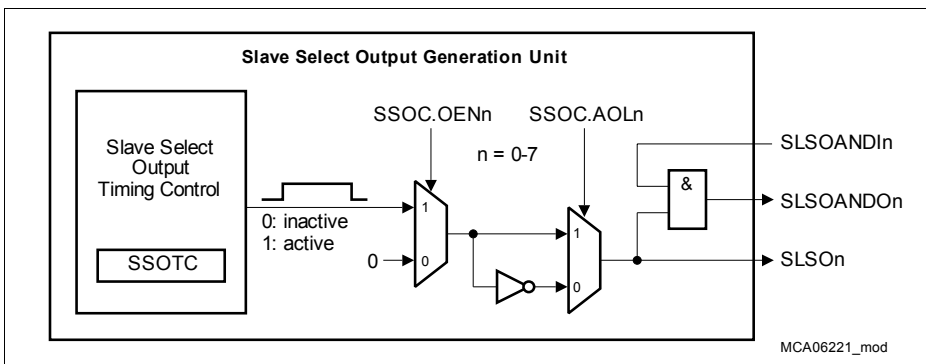 Slave Select Output Generation Unit
SSOC.OENn
SSOC.AOLn
n = 0-7
SLSOANDIn
Slave Select
Output
Timing Control
&
SLSOANDOn
1
0: inactive
1: active
1
SSOTC
0
0
0
SLSOn
MCA06221_mod